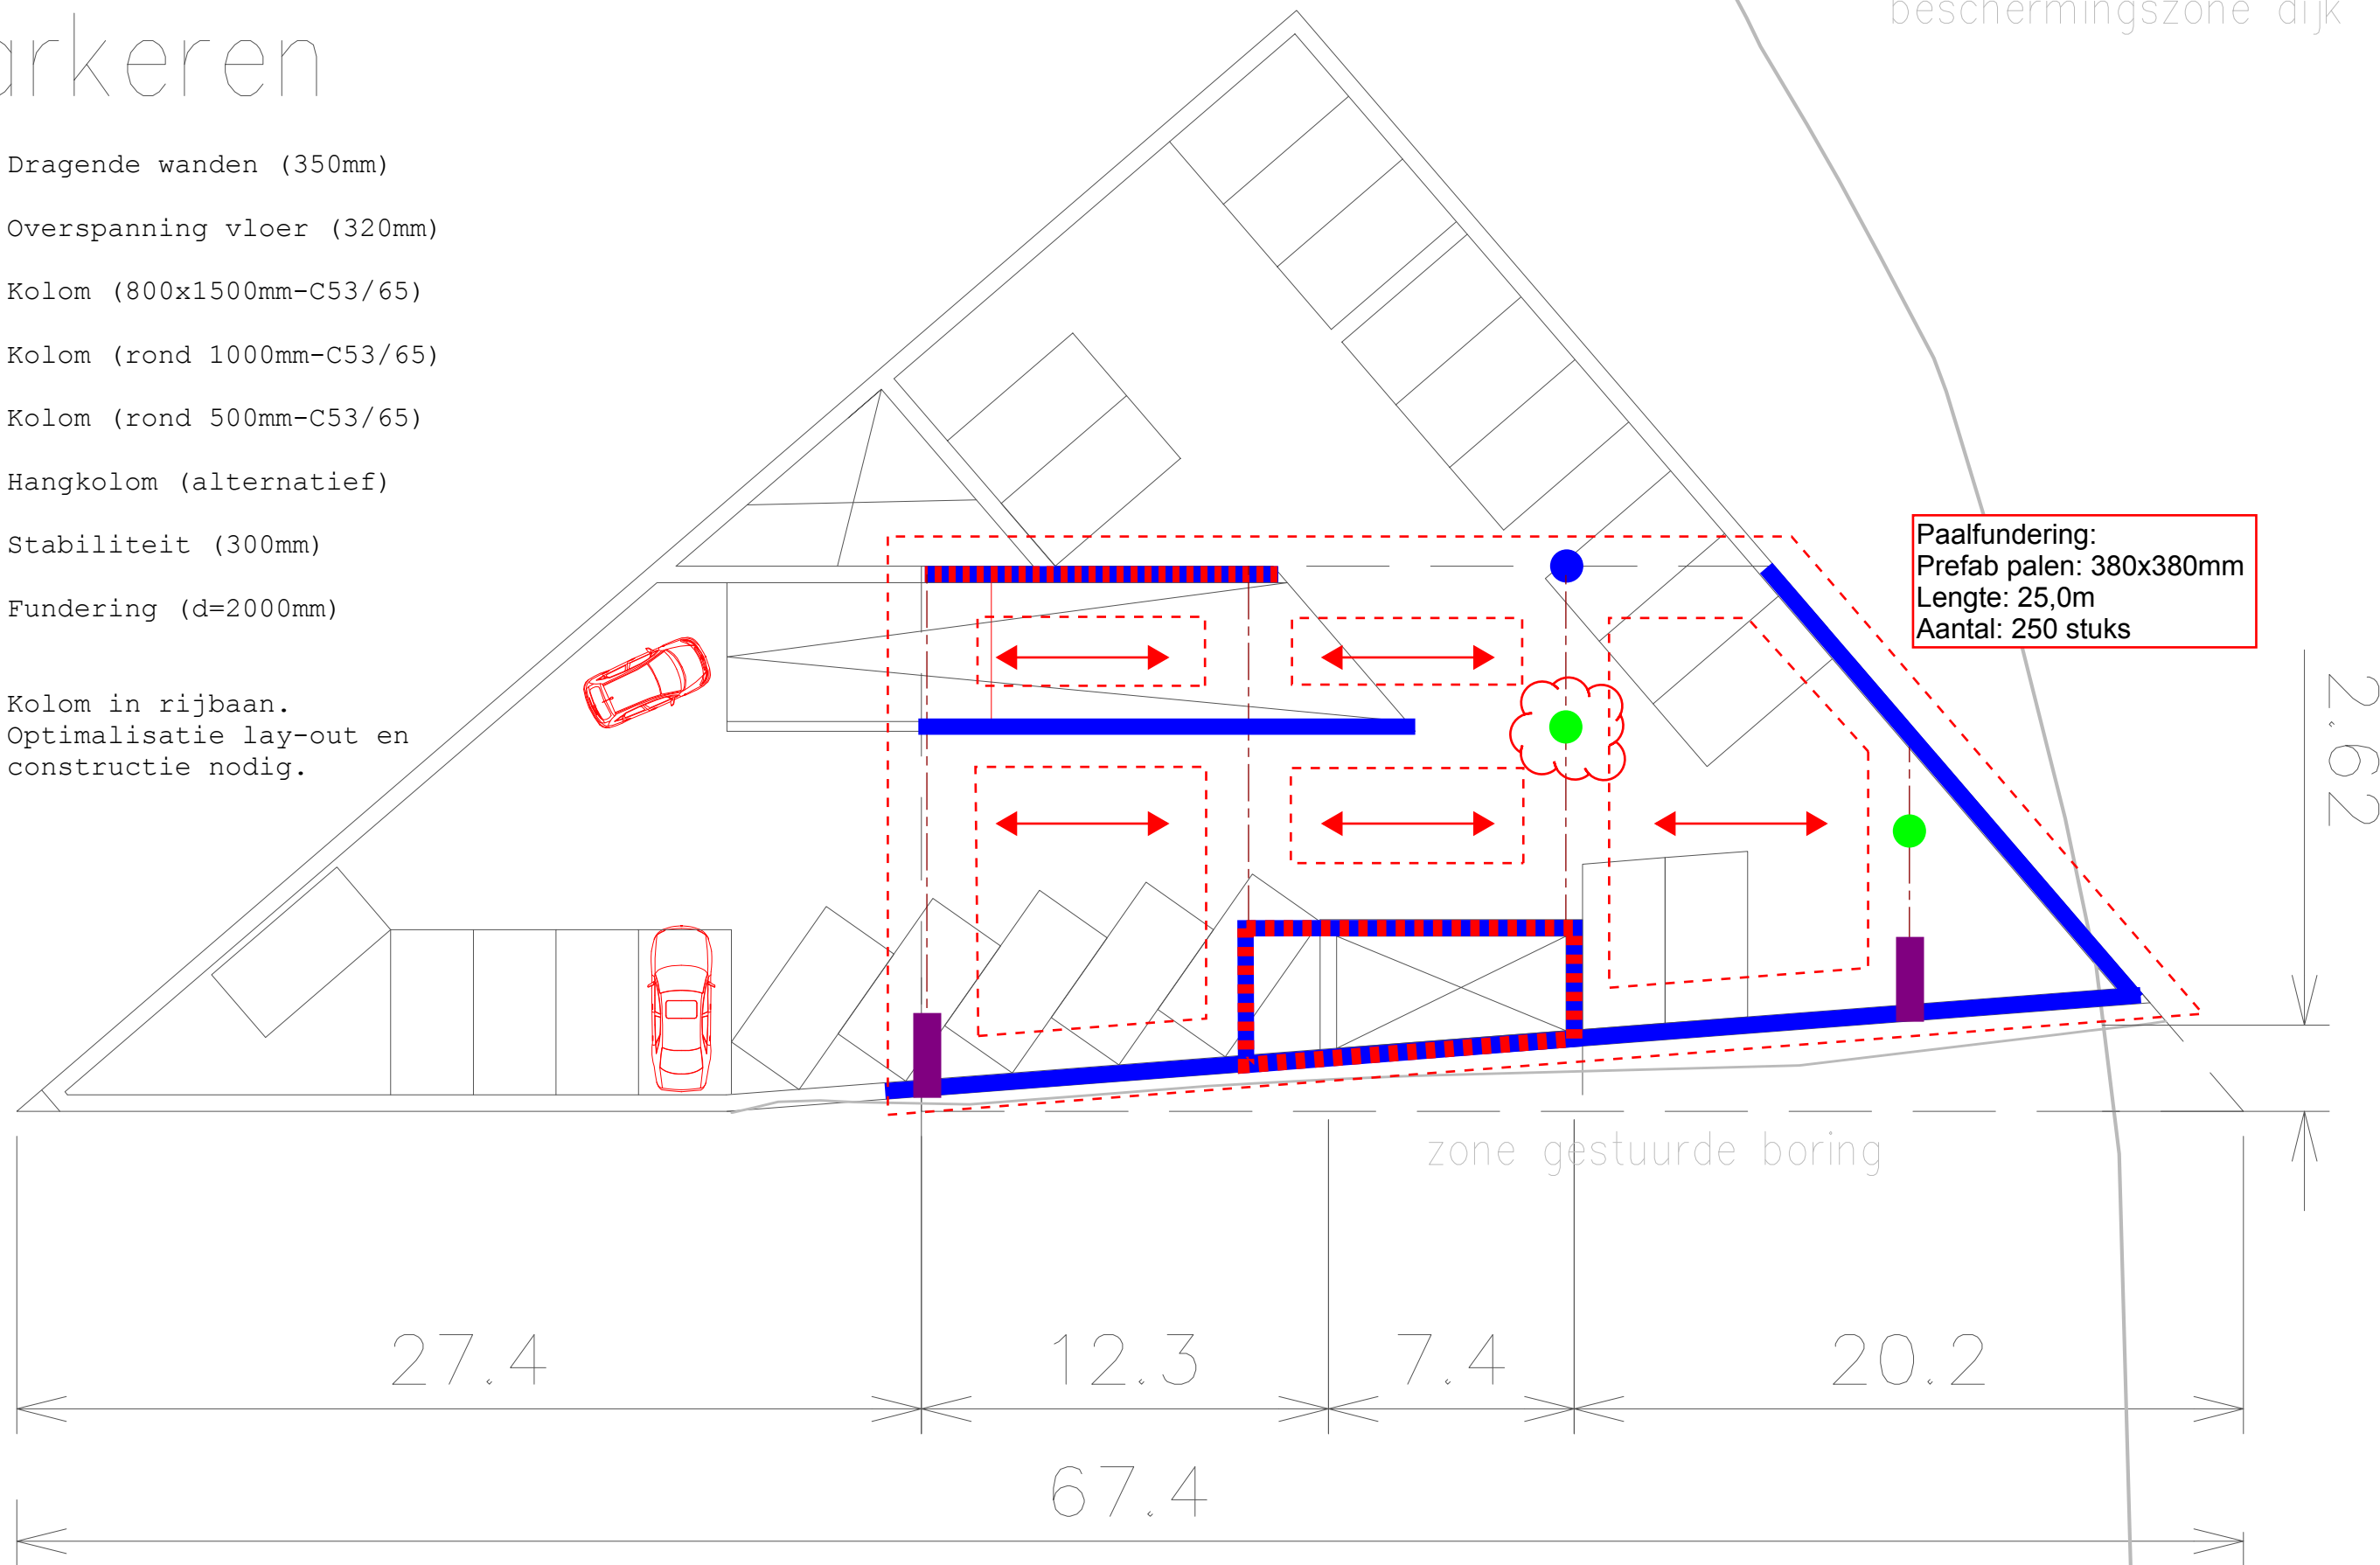 arkeren
beschermingszone dijk
Dragende wanden (350mm)
Overspanning vloer (320mm)
Kolom (800x1500mm-C53/65)
Kolom (rond 1000mm-C53/65)
Kolom (rond 500mm-C53/65)
Hangkolom (alternatief)
Stabiliteit (300mm)
Fundering (d=2000mm)
Kolom in rijbaan.
Optimalisatie lay-out en
constructie nodig.
Paalfundering:
Prefab palen: 380x380mm
Lengte: 25,0m
Aantal: 250 stuks
2.62
zone gestuurde boring
27.4
12.3
7.4
20.2
67.4